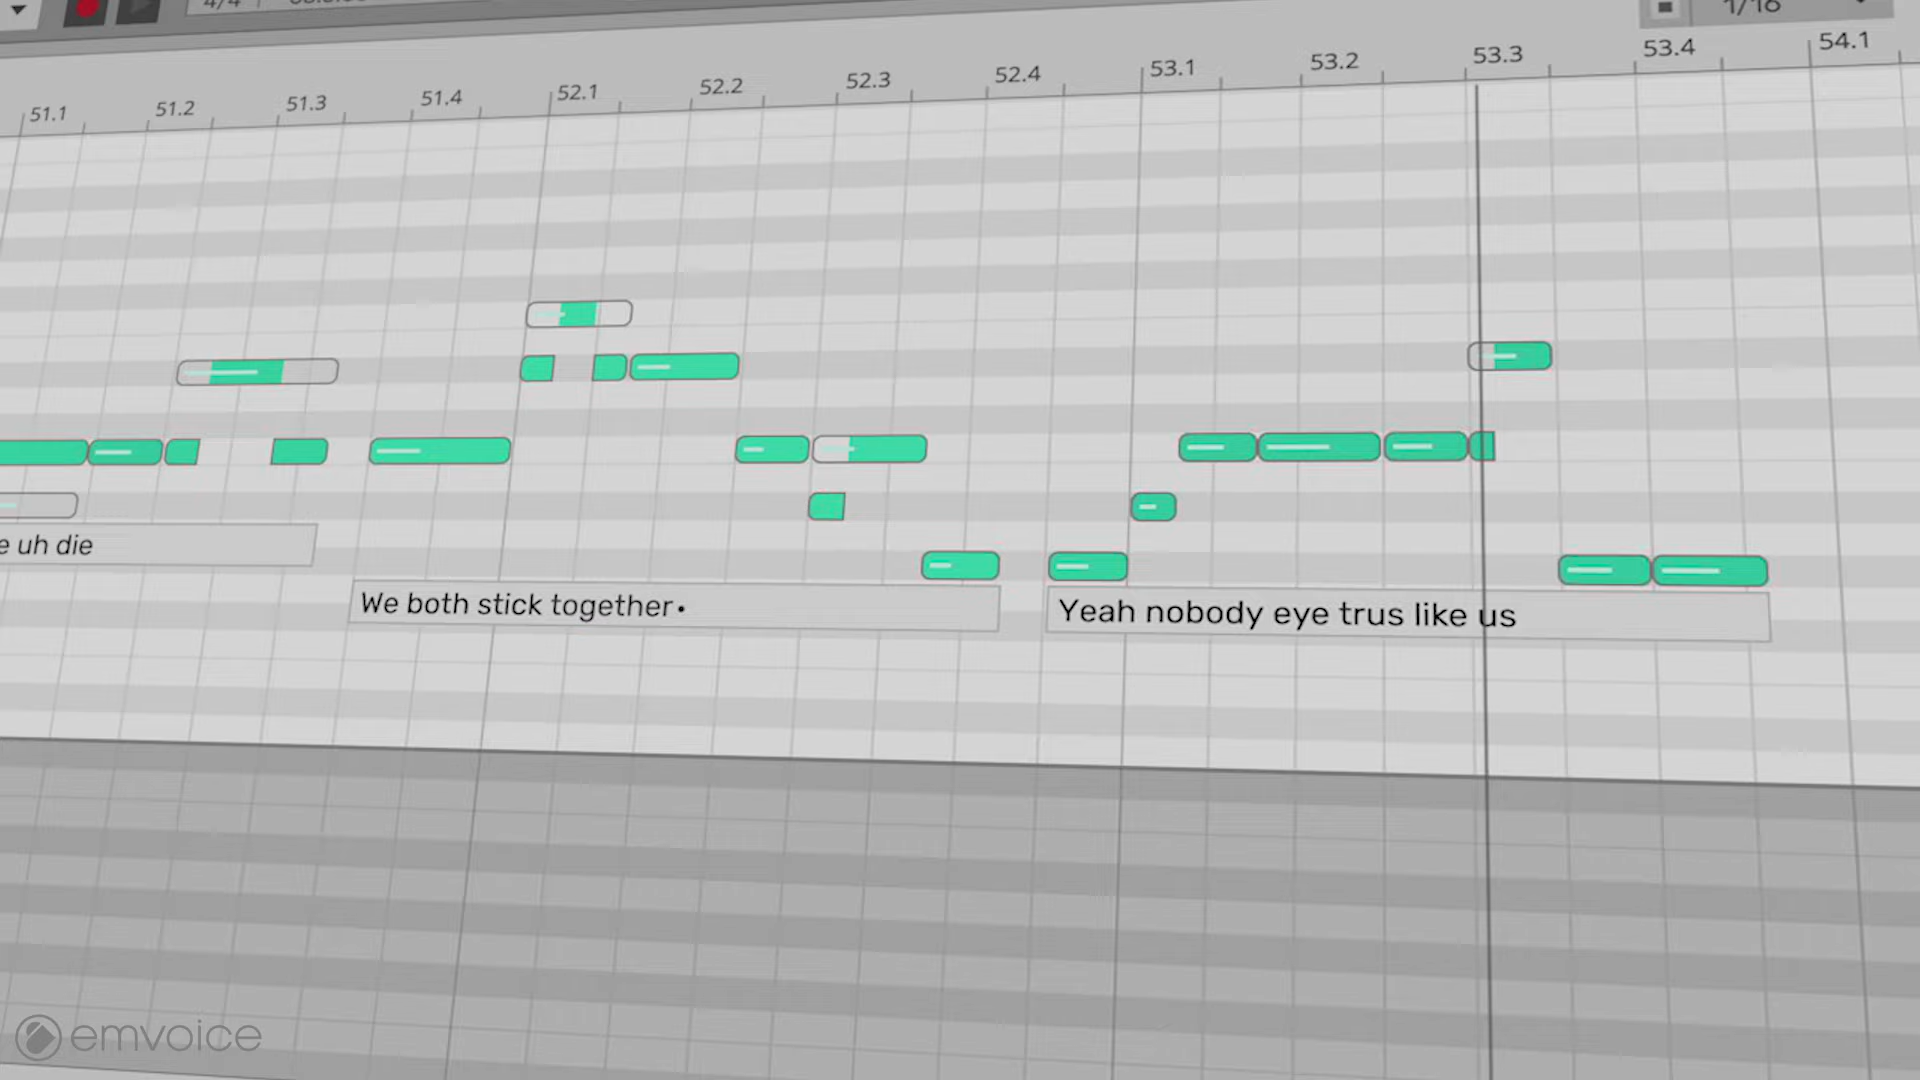 4/4
1/16
51.1 51.2 51.3 51.4 52.1 52.2 52.3 52.4 53.1 53.2 53.3 53.4 54.1
e uh die
We both stick together•
Yeah nobody eye trus like us
emvoice